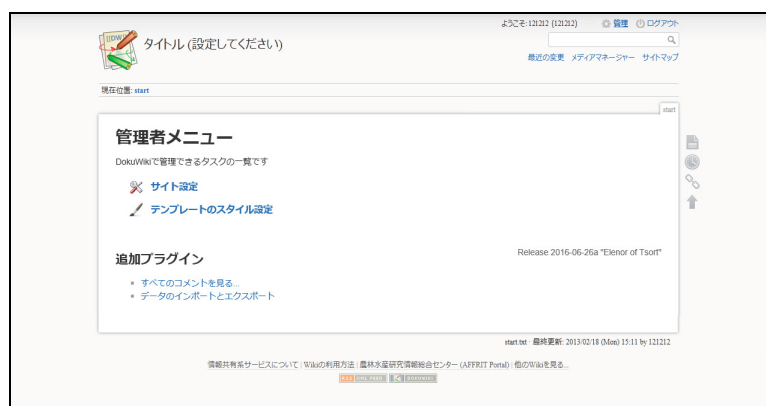 ようこそ:121212 (121212) 管理 ログアウト
タイトル (設定してください)
最近の変更 メディアマネージャー サイトマップ
現在位置: start
start
管理者メニュー
DokuWikiで管理できるタスクの一覧です
サイト設定
テンプレートのスタイル設定
Release 2016-06-26a "Elenor of Tsort"
追加プラグイン
すべてのコメントを見る...
データのインポートとエクスポート
start.txt · 最終更新: 2013/02/18 (Mon) 15:11 by 121212
情報共有系サービスについて | Wikiの利用方法 | 農林水産研究情報総合センター (AFFRIT Portal) | 他のWikiを見る...